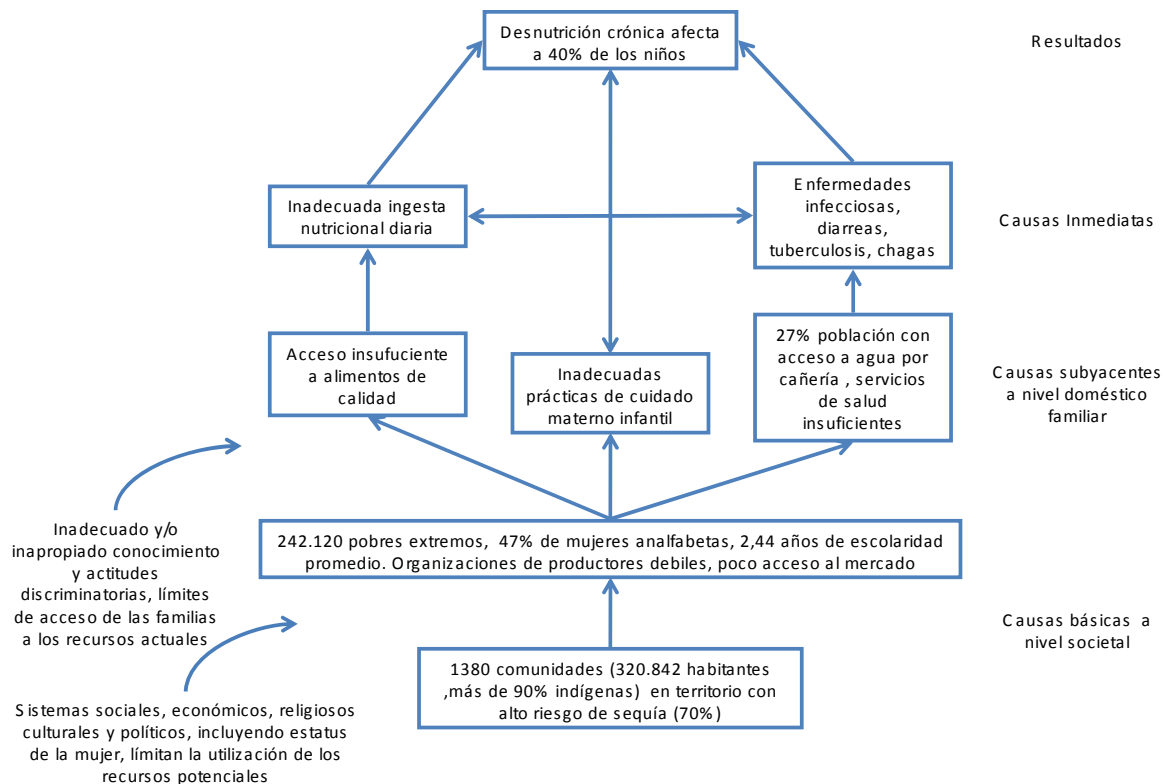 Desnutrición crónica afecta
a 40% de los niños
Resultados
Inadecuada ingesta
nutricional diaria
Enfermedades
infecciosas,
diarreas,
tuberculosis, chagas
Causas Inmediatas
Acceso insufuciente
a alimentos de
calidad
Inadecuadas
prácticas de cuidado
materno infantil
27% población con
acceso a agua por
cañería , servicios
de salud
insuficientes
Causas subyacentes
a nivel doméstico
familiar
Inadecuado y/o
inapropiado conocimiento
y actitudes
discriminatorias, límites
de acceso de las familias
a los recursos actuales
242.120 pobres extremos, 47% de mujeres analfabetas, 2,44 años de escolaridad
promedio. Organizaciones de productores debiles, poco acceso al mercado
Causas básicas a
nivel societal
1380 comunidades (320.842 habitantes
,más de 90% indígenas) en territorio con
alto riesgo de sequía (70%)
Sistemas sociales, económicos, religiosos
culturales y políticos, incluyendo estatus
de la mujer, límitan la utilización de los
recursos potenciales